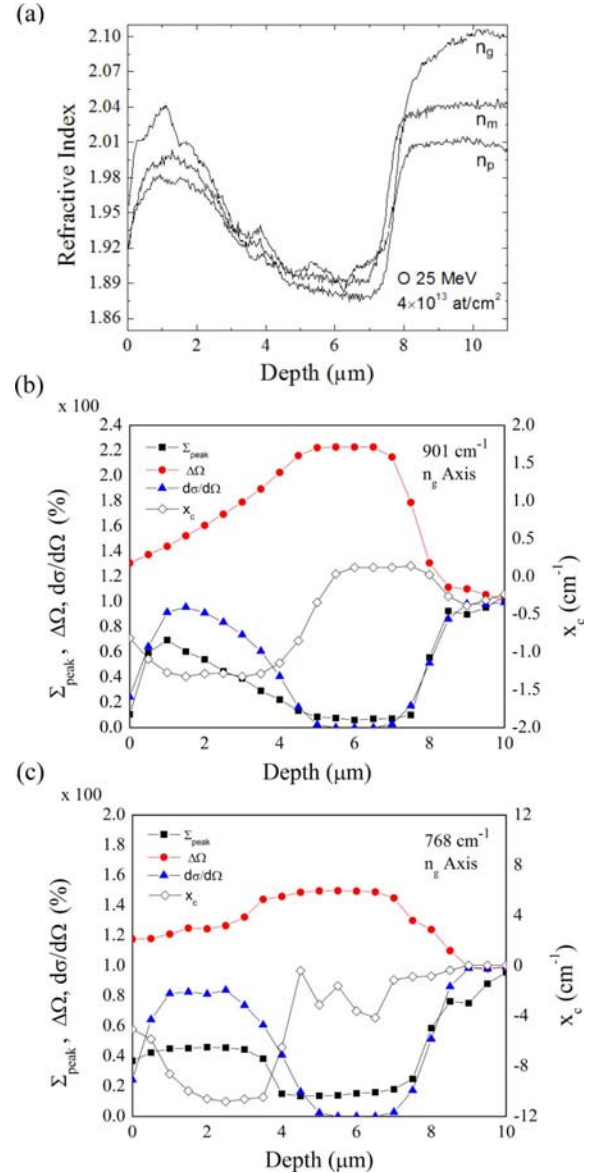 (a)
2.10
2.07
2.04
2.01
1.98
1.95
1.92
1.89
1.86
Refractive Index
n_g
n_m
n_p
O 25 MeV
4×10¹³ at/cm²
0 2 4 6 8 10
Depth (µm)
(b)
x 100
2.4
2.2
2.0
1.8
1.6
1.4
1.2
1.0
0.8
0.6
0.4
0.2
0.0
Σ_peak , ΔΩ, dσ/dΩ (%)
Σ_peak
ΔΩ
dσ/dΩ
x_c
901 cm⁻¹
n_g Axis
2.0
1.5
1.0
0.5
0.0
-0.5
-1.0
-1.5
-2.0
x_c (cm⁻¹)
0 2 4 6 8 10
Depth (µm)
(c)
x 100
2.0
1.8
1.6
1.4
1.2
1.0
0.8
0.6
0.4
0.2
0.0
Σ_peak , ΔΩ, dσ/dΩ (%)
Σ_peak
ΔΩ
dσ/dΩ
x_c
768 cm⁻¹
n_g Axis
12
9
6
3
0
-4
-8
-12
x_c (cm⁻¹)
0 2 4 6 8 10
Depth (µm)